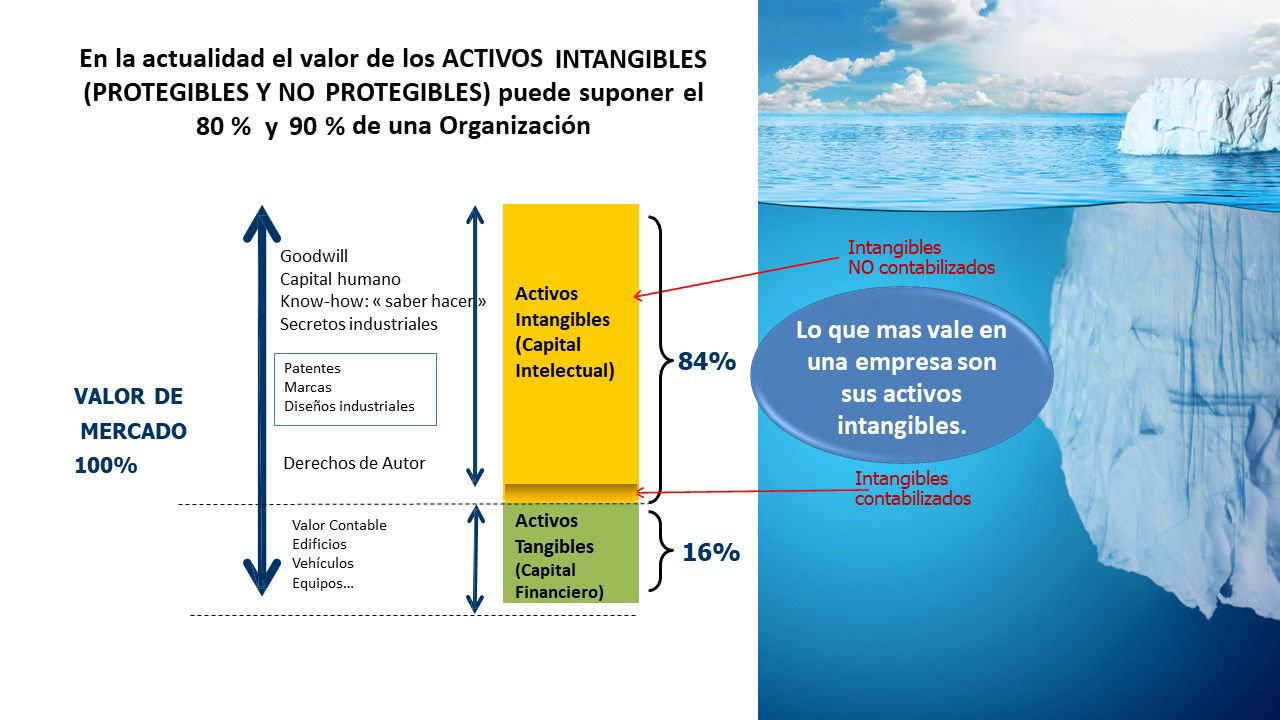 En la actualidad el valor de los ACTIVOS INTANGIBLES
(PROTEGIBLES Y NO PROTEGIBLES) puede suponer el
80 % y 90 % de una Organización
Goodwill
Capital humano
Know-how: « saber hacer »
Secretos industriales
Patentes
Marcas
Diseños industriales
Derechos de Autor
VALOR DE
MERCADO
100%
Valor Contable
Edificios
Vehículos
Equipos…
Activos
Intangibles
(Capital
Intelectual)
84%
Activos
Tangibles
(Capital
Financiero)
16%
Intangibles
NO contabilizados
Lo que mas vale en
una empresa son
sus activos
intangibles.
Intangibles
contabilizados